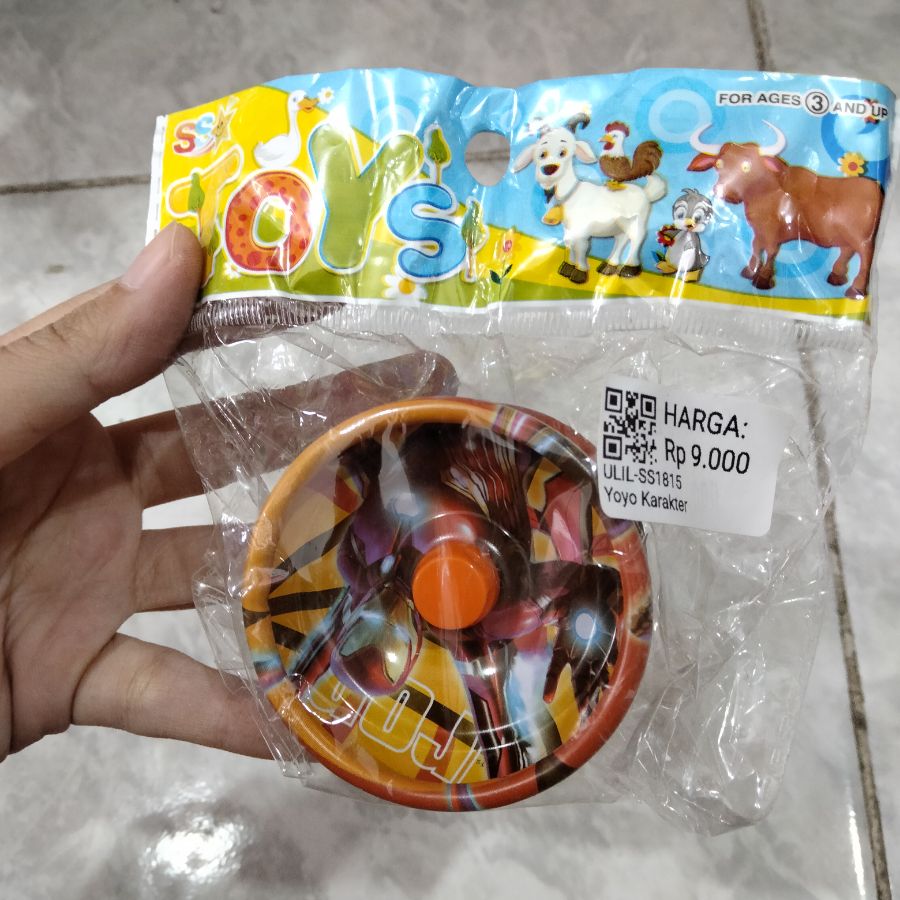 SS
TOYS
FOR AGES 3 AND UP
HARGA:
Rp 9.000
ULIL-SS1815
Yoyo Karakter